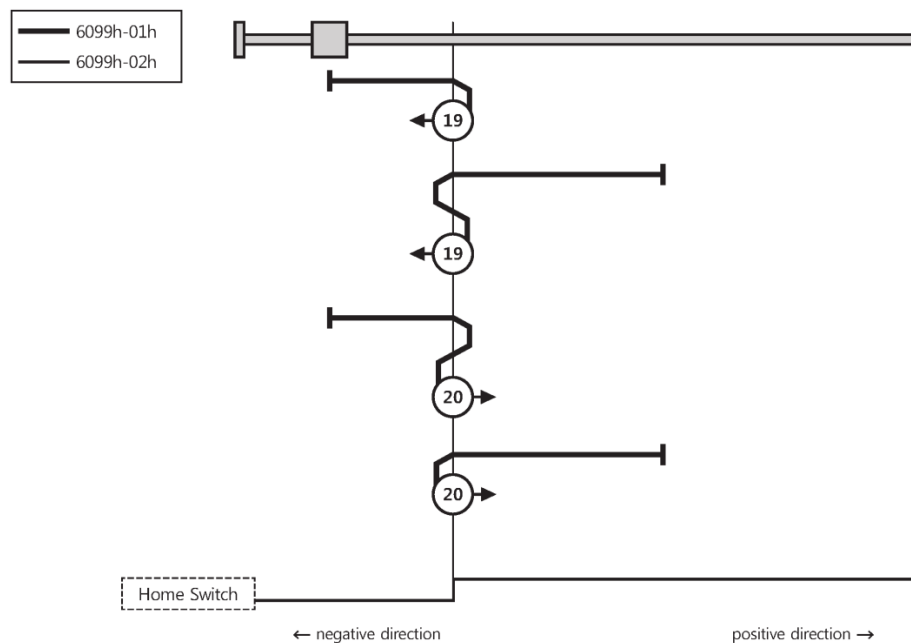 6099h-01h
6099h-02h
19
19
20
20
Home Switch
← negative direction
positive direction →